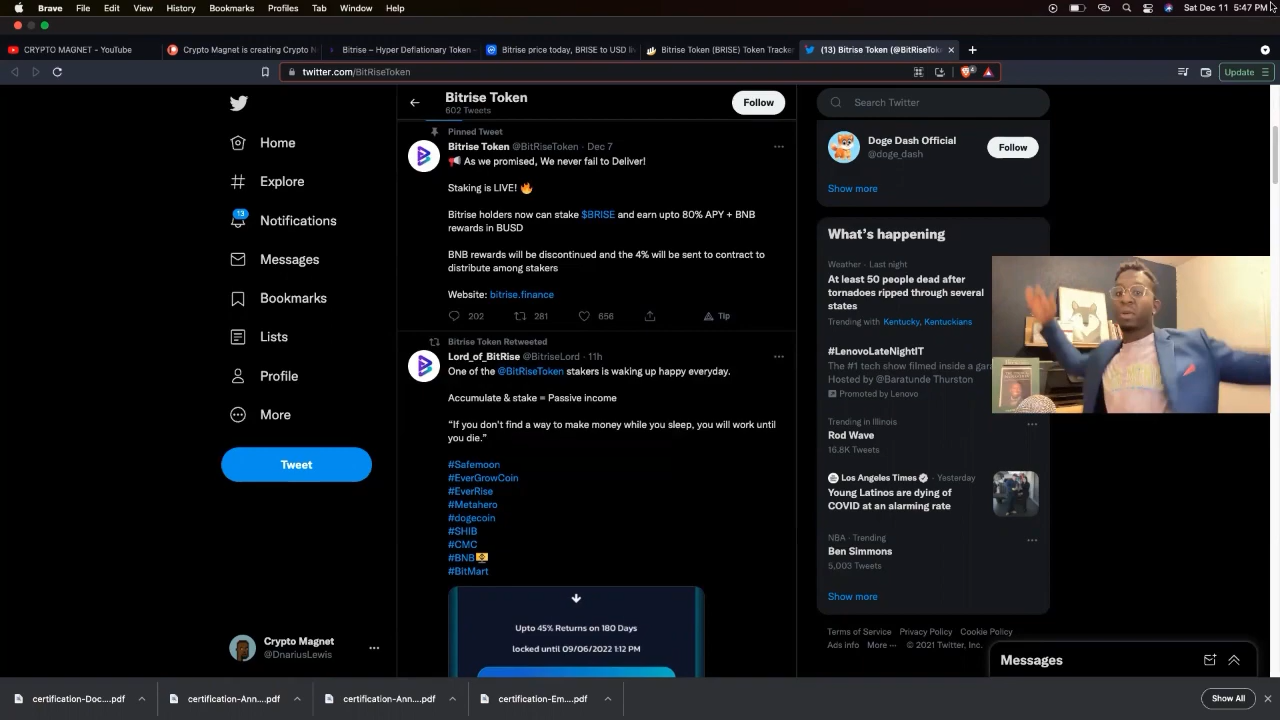 Brave File Edit View History Bookmarks Profiles Tab Window Help
Sat Dec 11 5:47 PM
CRYPTO MAGNET - YouTube
Crypto Magnet is creating Crypto N
Bitrise – Hyper Deflationary Token -
Bitrise price today, BRISE to USD li
Bitrise Token (BRISE) Token Tracker
(13) Bitrise Token (@BitRiseTok
twitter.com/BitRiseToken
Update
Bitrise Token
602 Tweets
Follow
Home
Explore
13
Notifications
Messages
Bookmarks
Lists
Profile
More
Tweet
Crypto Magnet
@DnariusLewis
Pinned Tweet
Bitrise Token @BitRiseToken · Dec 7
As we promised, We never fail to Deliver!
Staking is LIVE!
Bitrise holders now can stake $BRISE and earn upto 80% APY + BNB
rewards in BUSD
BNB rewards will be discontinued and the 4% will be sent to contract to
distribute among stakers
Website: bitrise.finance
202 281 656 Tip
Bitrise Token Retweeted
Lord_of_BitRise @BitriseLord · 11h
One of the @BitRiseToken stakers is waking up happy everyday.
Accumulate & stake = Passive income
“If you don't find a way to make money while you sleep, you will work until
you die.”
#Safemoon
#EverGrowCoin
#EverRise
#Metahero
#dogecoin
#SHIB
#CMC
#BNB
#BitMart
Upto 45% Returns on 180 Days
locked until 09/06/2022 1:12 PM
Search Twitter
Doge Dash Official
@doge_dash
Follow
Show more
What's happening
Weather · Last night
At least 50 people dead after
tornadoes ripped through several
states
Trending with Kentucky, Kentuckians
#LenovoLateNightIT
The #1 tech show filmed inside a gara
Hosted by @Baratunde Thurston
Promoted by Lenovo
Trending in Illinois
Rod Wave
16.8K Tweets
Los Angeles Times · Yesterday
Young Latinos are dying of
COVID at an alarming rate
NBA · Trending
Ben Simmons
5,003 Tweets
Show more
Terms of Service Privacy Policy Cookie Policy
Ads info More ··· © 2021 Twitter, Inc.
Messages
certification-Doc....pdf
certification-Ann....pdf
certification-Ann....pdf
certification-Em....pdf
Show All